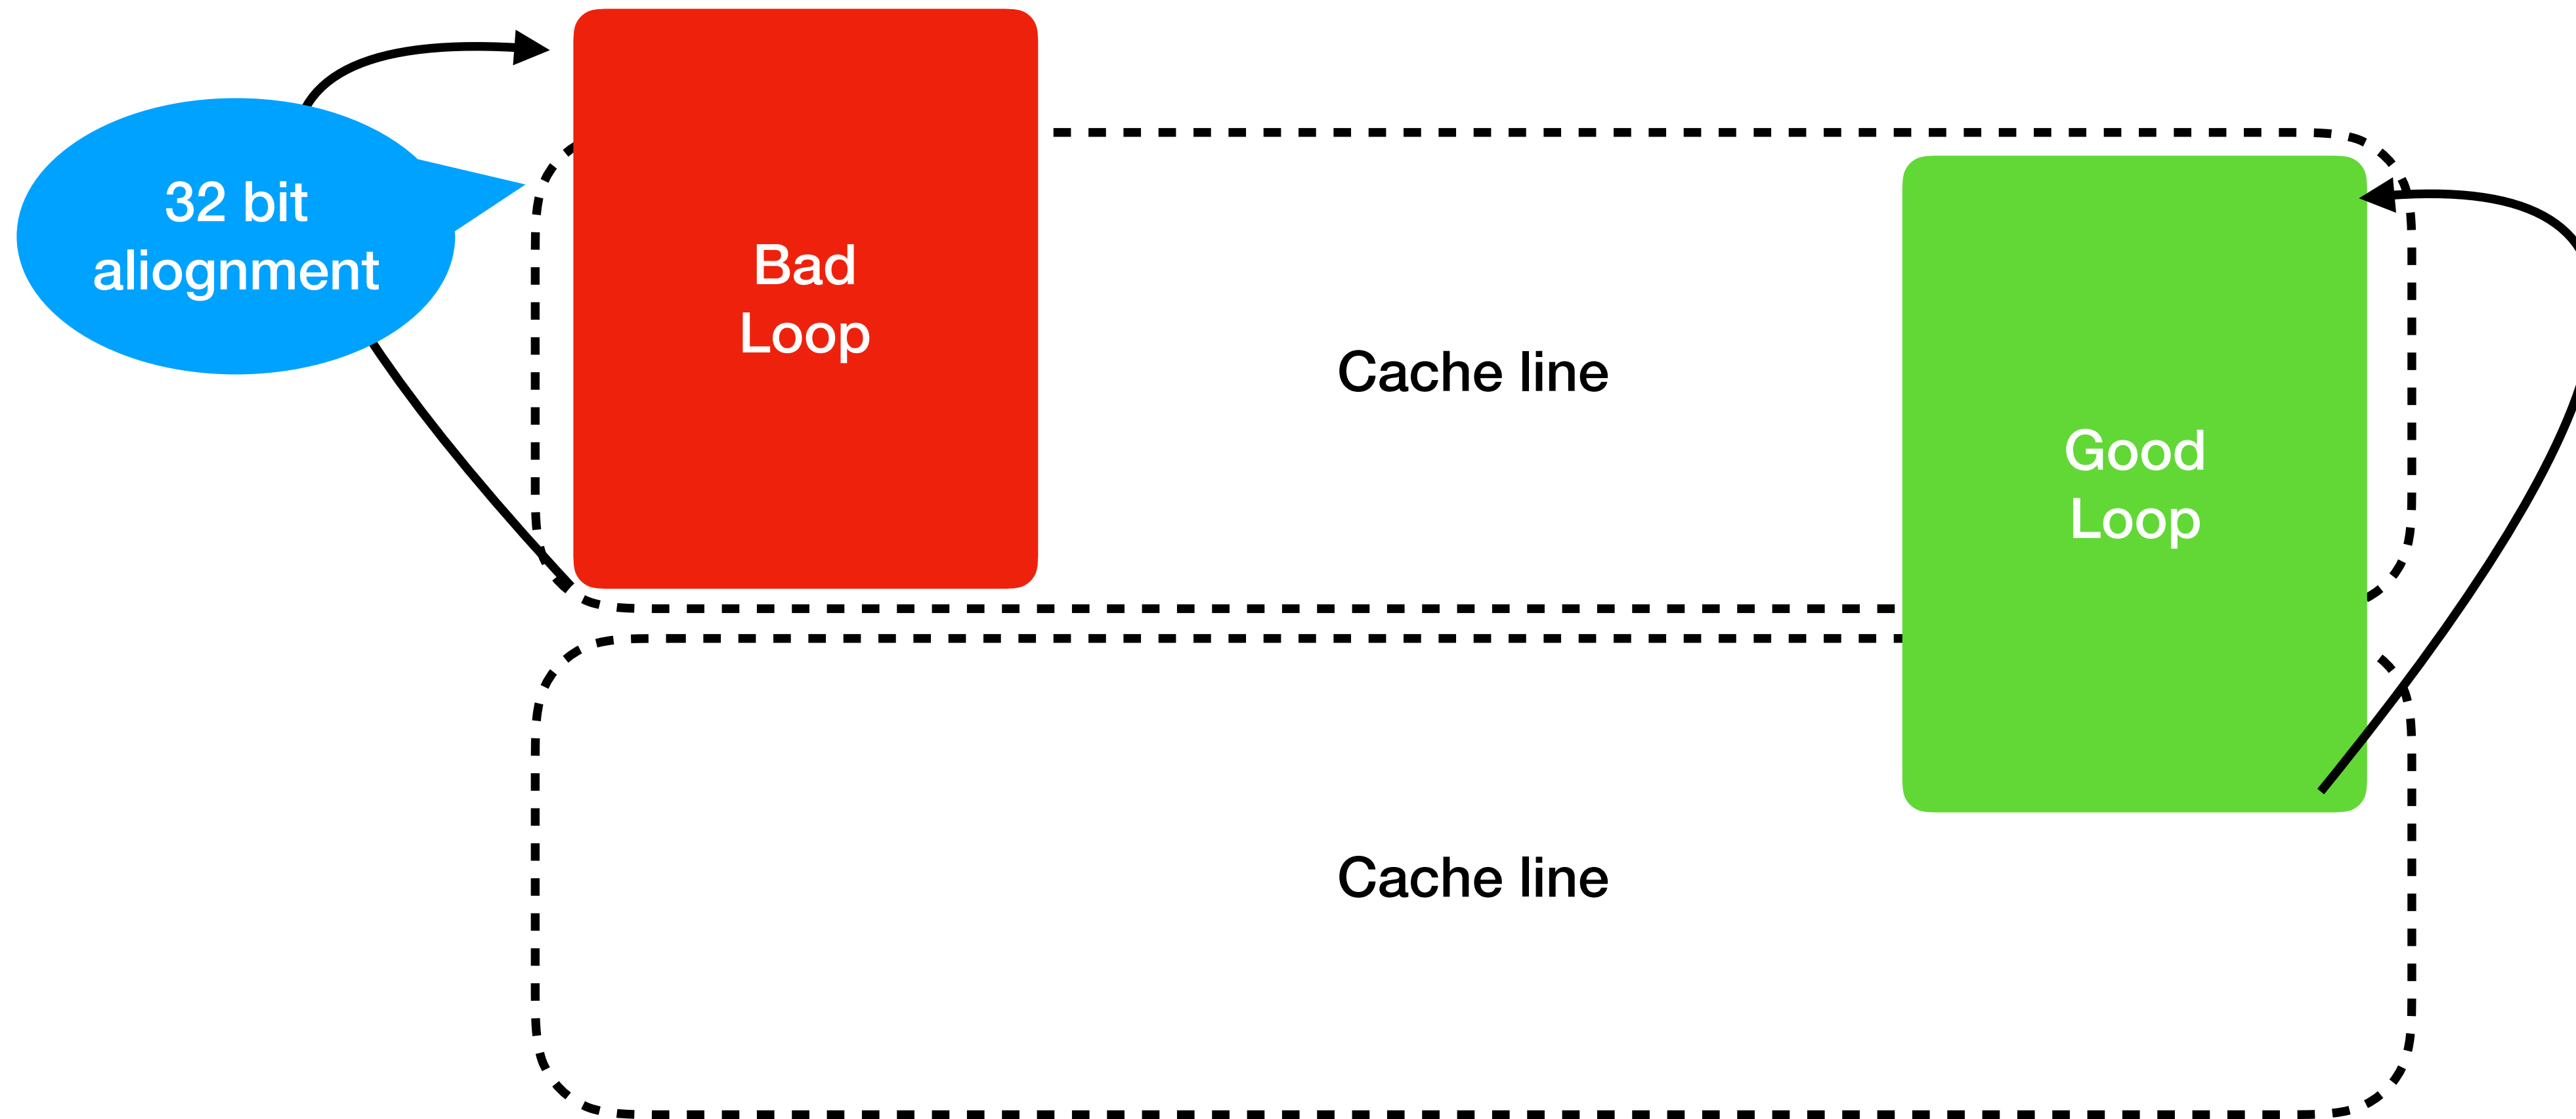 32 bit
aliognment
Bad
Loop
Cache line
Good
Loop
Cache line